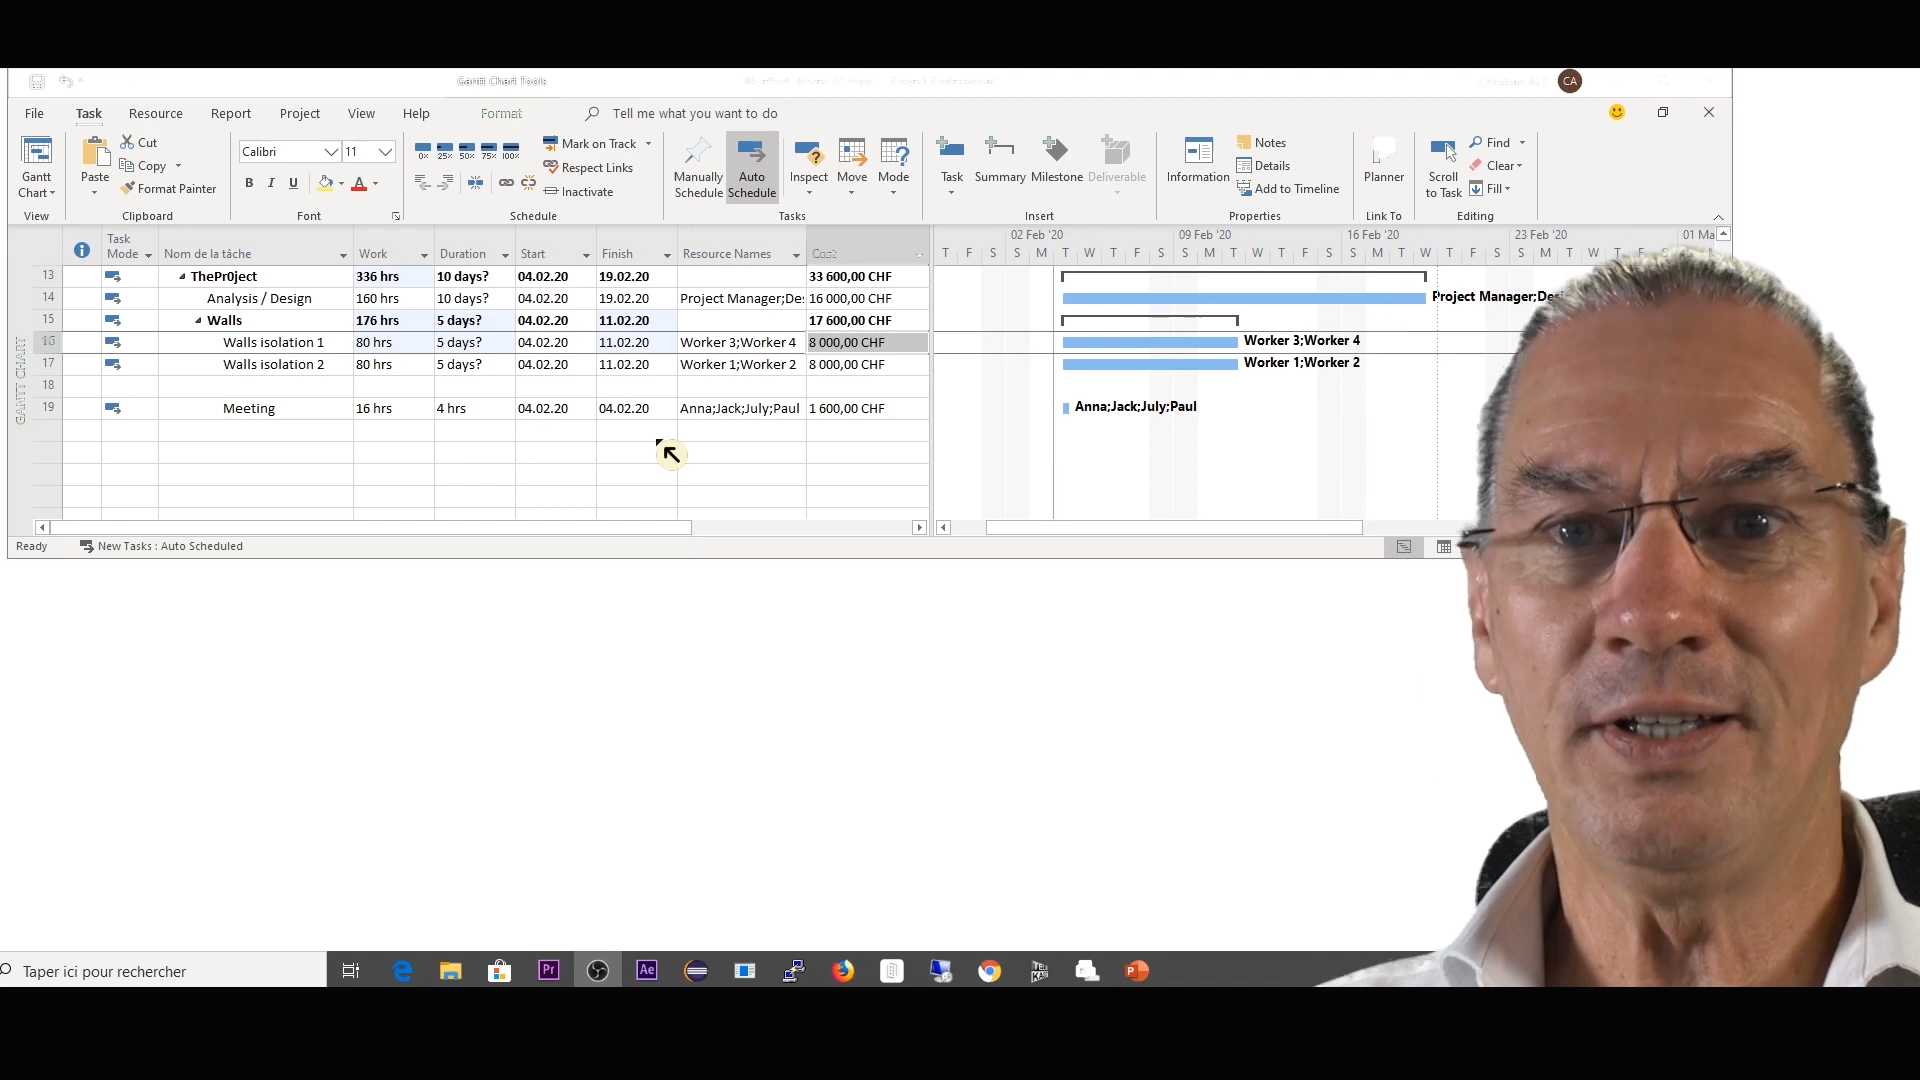 Gantt Chart Tools
CA
File Task Resource Report Project View Help Format Tell me what you want to do
Gantt Chart
View
Paste
Cut
Copy
Format Painter
Clipboard
Calibri 11
B I U A
Font
0% 25% 50% 75% 100%
Mark on Track
Respect Links
Inactivate
Schedule
Manually Schedule
Auto Schedule
Inspect
Move
Mode
Tasks
Task
Summary
Milestone
Deliverable
Insert
Information
Notes
Details
Add to Timeline
Properties
Planner
Link To
Scroll to Task
Find
Clear
Fill
Editing
Task Mode Nom de la tâche Work Duration Start Finish Resource Names Cost
02 Feb '20 09 Feb '20 16 Feb '20 23 Feb '20 01 Ma
T F S S M T W T F S S M T W T F S S M T W T F S S M T W T F S S
13 ThePr0ject 336 hrs 10 days? 04.02.20 19.02.20 33 600,00 CHF
14 Analysis / Design 160 hrs 10 days? 04.02.20 19.02.20 Project Manager;De: 16 000,00 CHF Project Manager;Desi
15 Walls 176 hrs 5 days? 04.02.20 11.02.20 17 600,00 CHF
16 Walls isolation 1 80 hrs 5 days? 04.02.20 11.02.20 Worker 3;Worker 4 8 000,00 CHF Worker 3;Worker 4
17 Walls isolation 2 80 hrs 5 days? 04.02.20 11.02.20 Worker 1;Worker 2 8 000,00 CHF Worker 1;Worker 2
18
19 Meeting 16 hrs 4 hrs 04.02.20 04.02.20 Anna;Jack;July;Paul 1 600,00 CHF Anna;Jack;July;Paul
GANTT CHART
Ready New Tasks : Auto Scheduled
Taper ici pour rechercher
Pr Ae